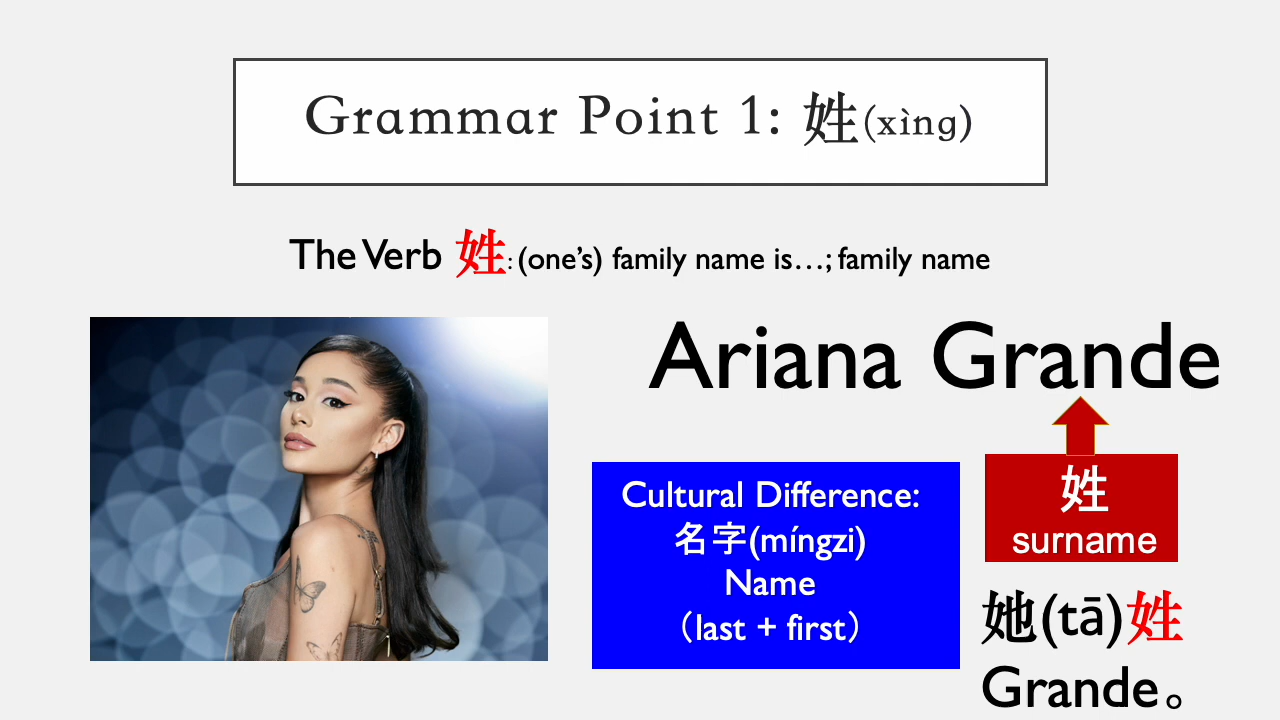 Grammar Point 1: 姓(xìng)
The Verb 姓: (one’s) family name is…; family name
Ariana Grande
姓
surname
Cultural Difference:
名字(míngzi)
Name
（last + first）
她(tā)姓
Grande。